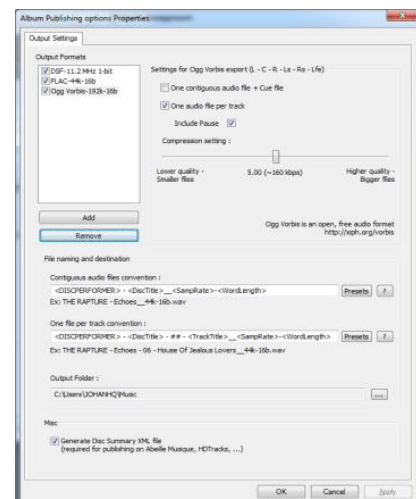 Album Publishing options Properties
Output Settings
Output Formats
DSF-11.2 MHz 1-bit
FLAC-44k-16b
Ogg Vorbis-192k-16b
Add
Remove
Settings for Ogg Vorbis export (L - C - R - Ls - Rs - Lfe)
One contiguous audio file + Cue file
One audio file per track
Include Pause
Compression setting :
Lower quality - Smaller files
5.00 (~160 kbps)
Higher quality - Bigger files
Ogg Vorbis is an open, free audio format
http://xiph.org/vorbis
File naming and destination
Contiguous audio files convention :
<DISCPERFORMER> - <DiscTitle>__<SampRate>-<WordLength>
Presets ?
Ex: THE RAPTURE - Echoes__44k-16b.wav
One file per track convention :
<DISCPERFORMER> - <DiscTitle> - ## - <TrackTitle>__<SampRate>-<WordLength>
Presets ?
Ex: THE RAPTURE - Echoes - 06 - House Of Jealous Lovers__44k-16b.wav
Output Folder :
C:\Users\JOHANHQ\Music
...
Misc
Generate Disc Summary XML file
(required for publishing on Abeille Musique, HDTracks, ...)
OK Cancel Apply